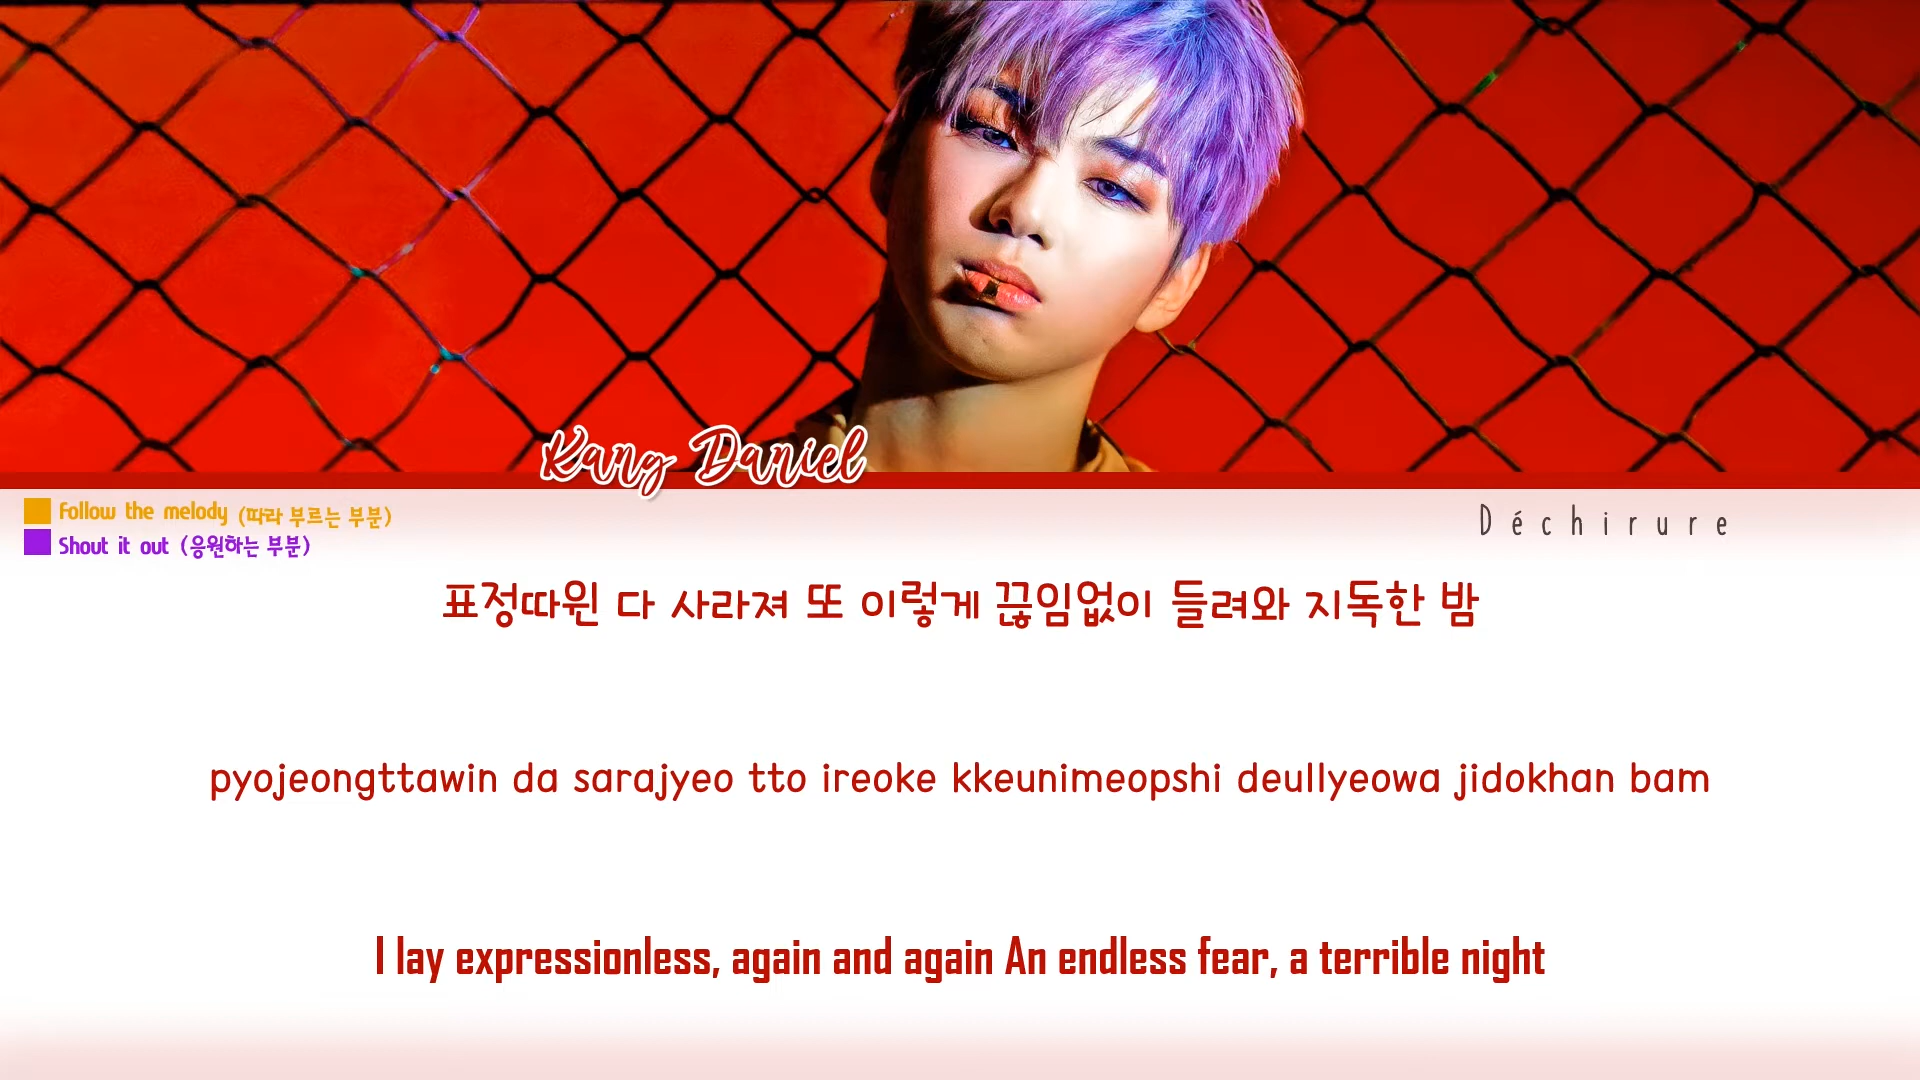 Kang Daniel
Follow the melody (따라 부르는 부분)
Shout it out (응원하는 부분)
Déchirure
표정따윈 다 사라져 또 이렇게 끊임없이 들려와 지독한 밤
pyojeongttawin da sarajyeo tto ireoke kkeunimeopshi deullyeowa jidokhan bam
I lay expressionless, again and again An endless fear, a terrible night